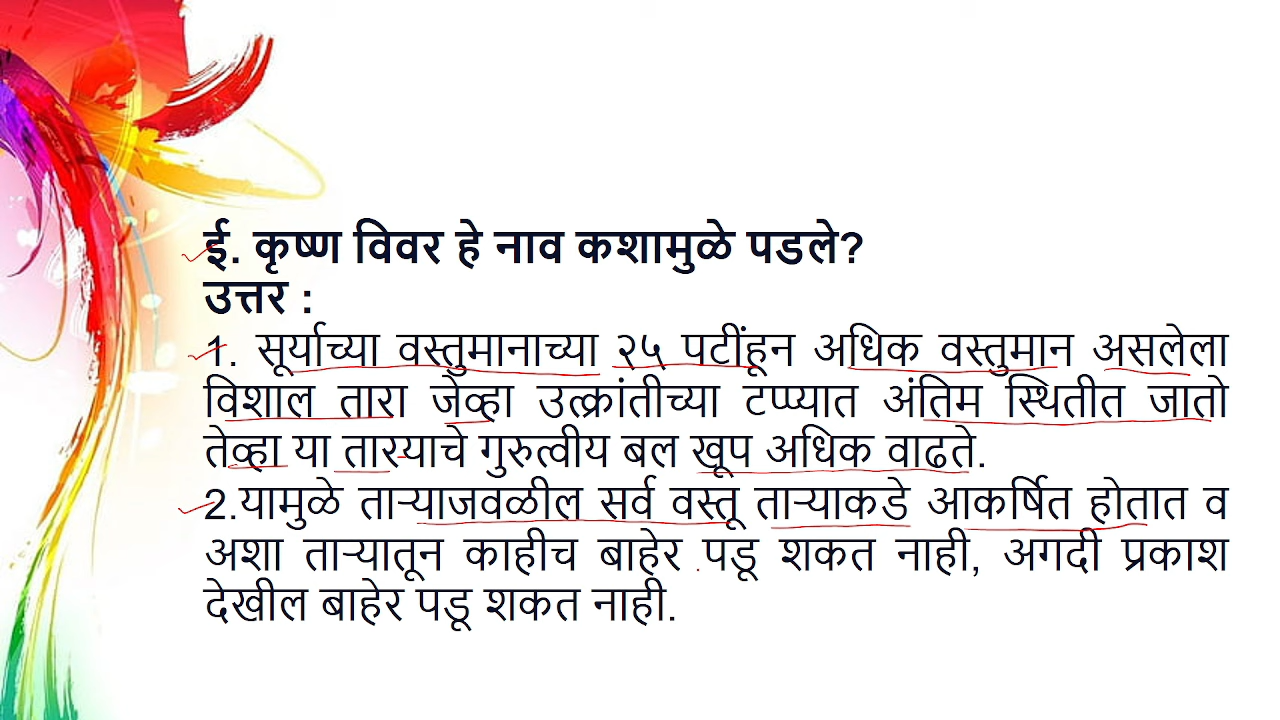 ई. कृष्ण विवर हे नाव कशामुळे पडले?
उत्तर :
1. सूर्याच्या वस्तुमानाच्या २५ पटींहून अधिक वस्तुमान असलेला
विशाल तारा जेव्हा उत्क्रांतीच्या टप्प्यात अंतिम स्थितीत जातो
तेव्हा या तारयाचे गुरुत्वीय बल खूप अधिक वाढते.
2.यामुळे ताऱ्याजवळील सर्व वस्तू ताऱ्याकडे आकर्षित होतात व
अशा ताऱ्यातून काहीच बाहेर पडू शकत नाही, अगदी प्रकाश
देखील बाहेर पडू शकत नाही.